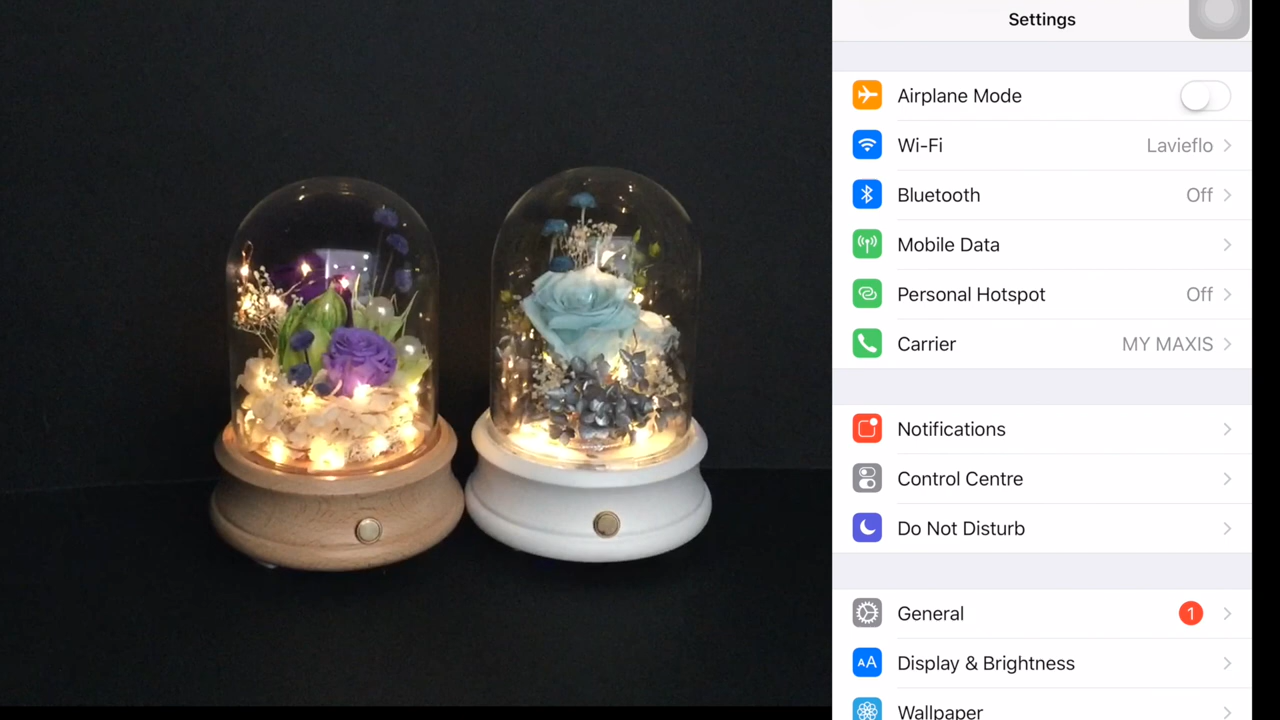 Settings
Airplane Mode
Wi-Fi Lavieflo
Bluetooth Off
Mobile Data
Personal Hotspot Off
Carrier MY MAXIS
Notifications
Control Centre
Do Not Disturb
General 1
AA Display & Brightness
Wallpaper